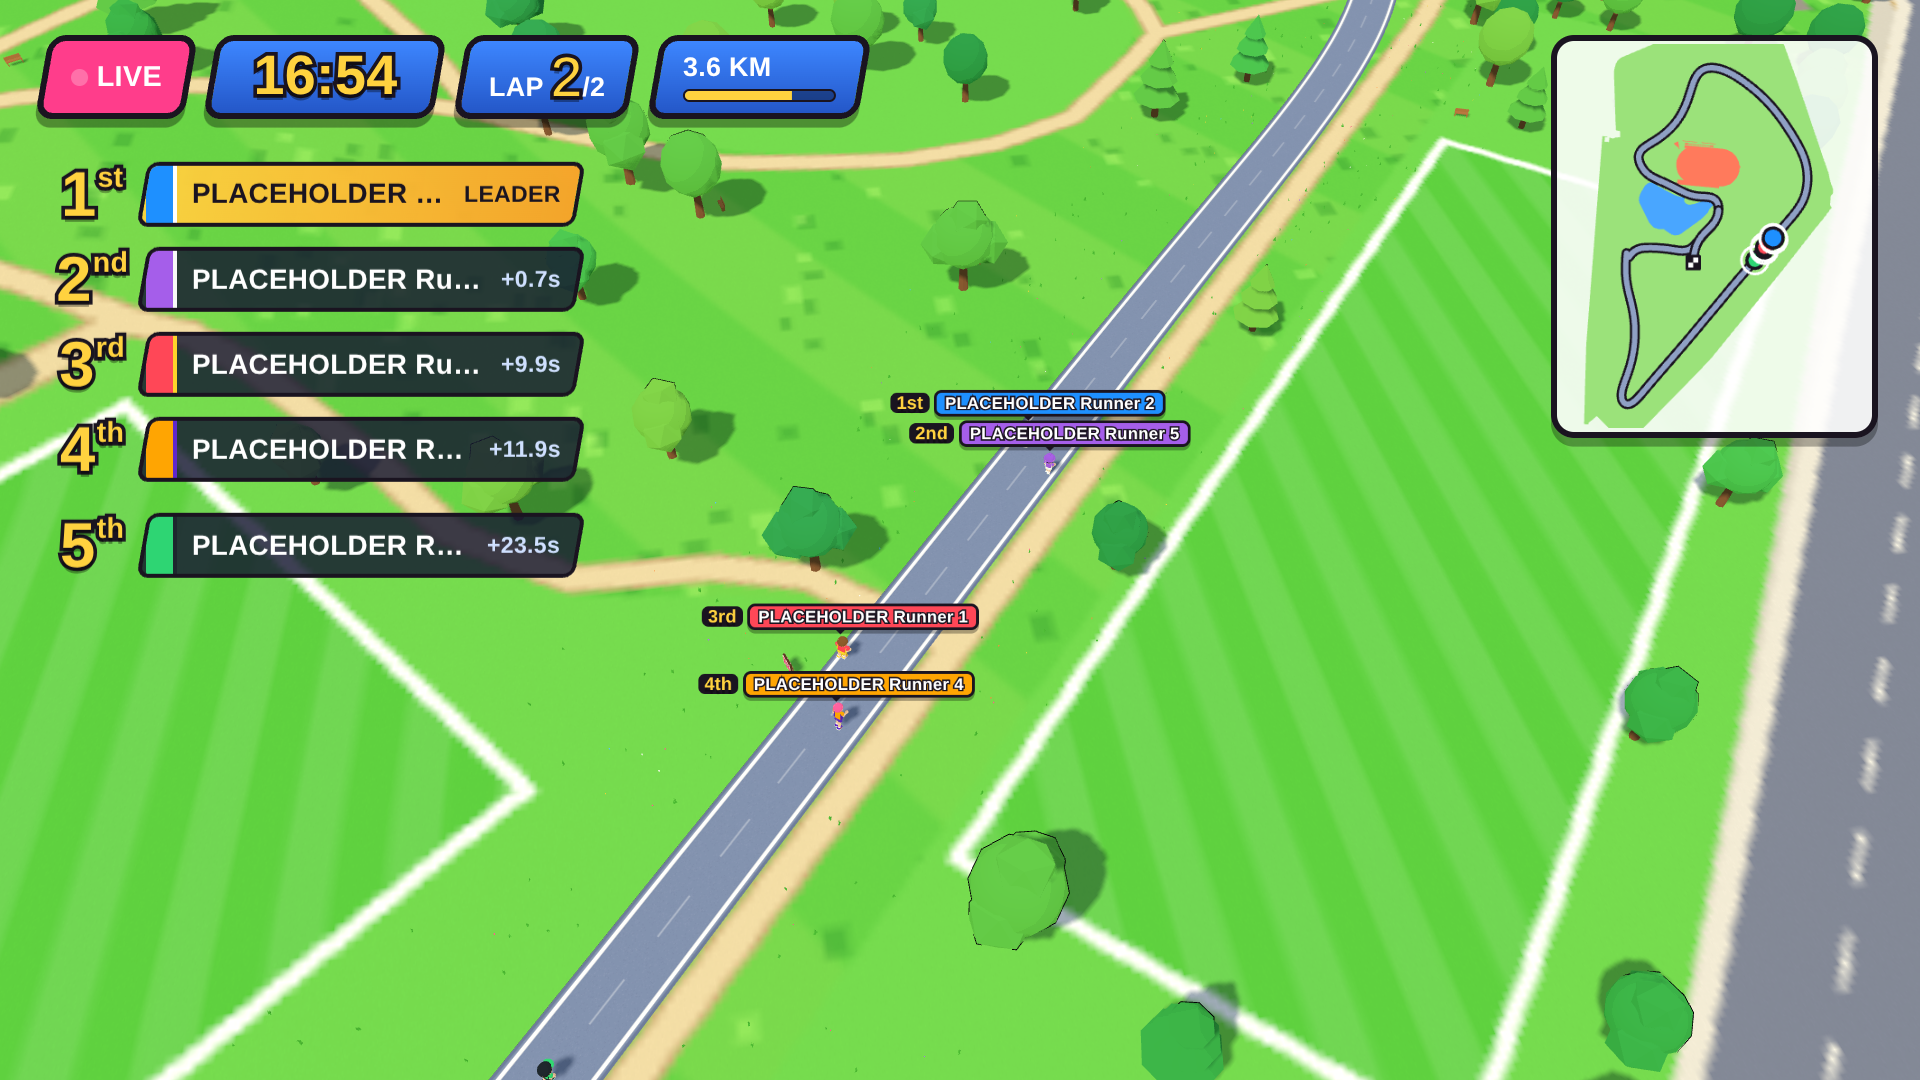 LIVE
16:54
LAP 2/2
3.6 KM
1st PLACEHOLDER ... LEADER
2nd PLACEHOLDER Ru... +0.7s
3rd PLACEHOLDER Ru... +9.9s
4th PLACEHOLDER R... +11.9s
5th PLACEHOLDER R... +23.5s
1st PLACEHOLDER Runner 2
2nd PLACEHOLDER Runner 5
3rd PLACEHOLDER Runner 1
4th PLACEHOLDER Runner 4